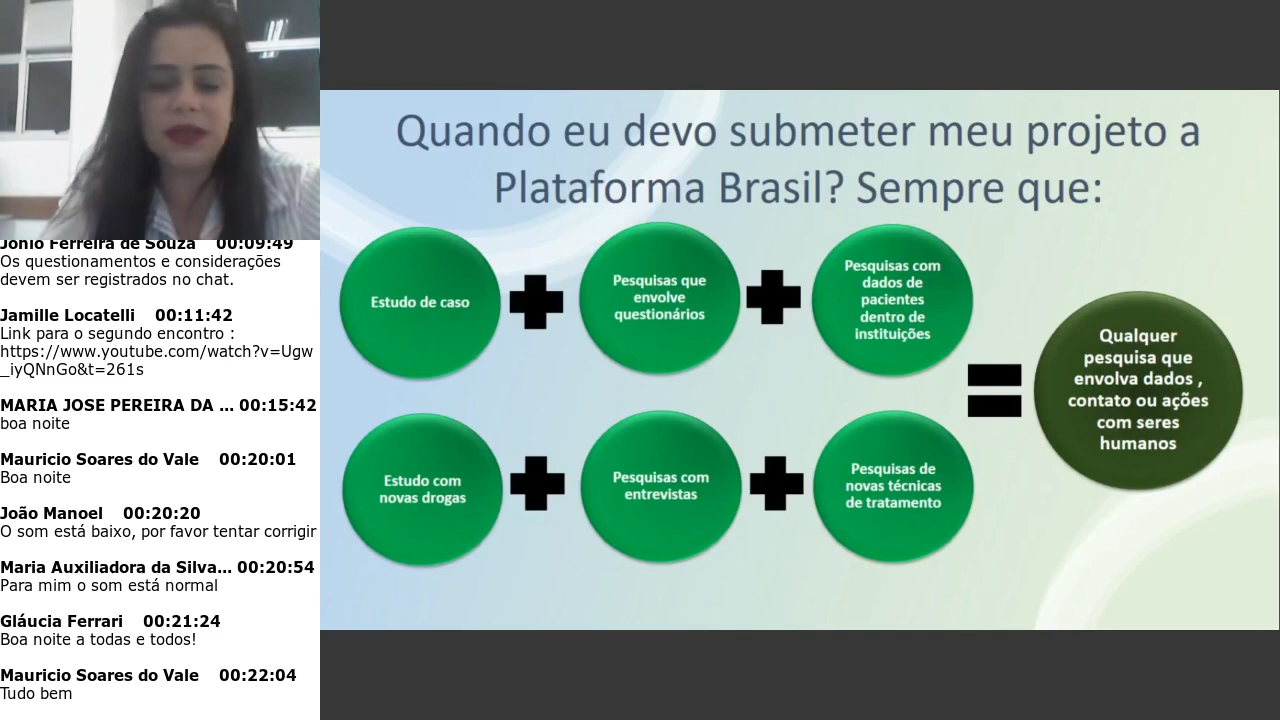 Jonio Ferreira de Souza 00:09:49
Os questionamentos e considerações
devem ser registrados no chat.
Jamille Locatelli 00:11:42
Link para o segundo encontro :
https://www.youtube.com/watch?v=Ugw
_iyQNnGo&t=261s
MARIA JOSE PEREIRA DA ... 00:15:42
boa noite
Mauricio Soares do Vale 00:20:01
Boa noite
João Manoel 00:20:20
O som está baixo, por favor tentar corrigir
Maria Auxiliadora da Silva... 00:20:54
Para mim o som está normal
Gláucia Ferrari 00:21:24
Boa noite a todas e todos!
Mauricio Soares do Vale 00:22:04
Tudo bem
Quando eu devo submeter meu projeto a
Plataforma Brasil? Sempre que:
Estudo de caso
Pesquisas que
envolve
questionários
Pesquisas com
dados de
pacientes
dentro de
instituições
Estudo com
novas drogas
Pesquisas com
entrevistas
Pesquisas de
novas técnicas
de tratamento
Qualquer
pesquisa que
envolva dados ,
contato ou ações
com seres
humanos